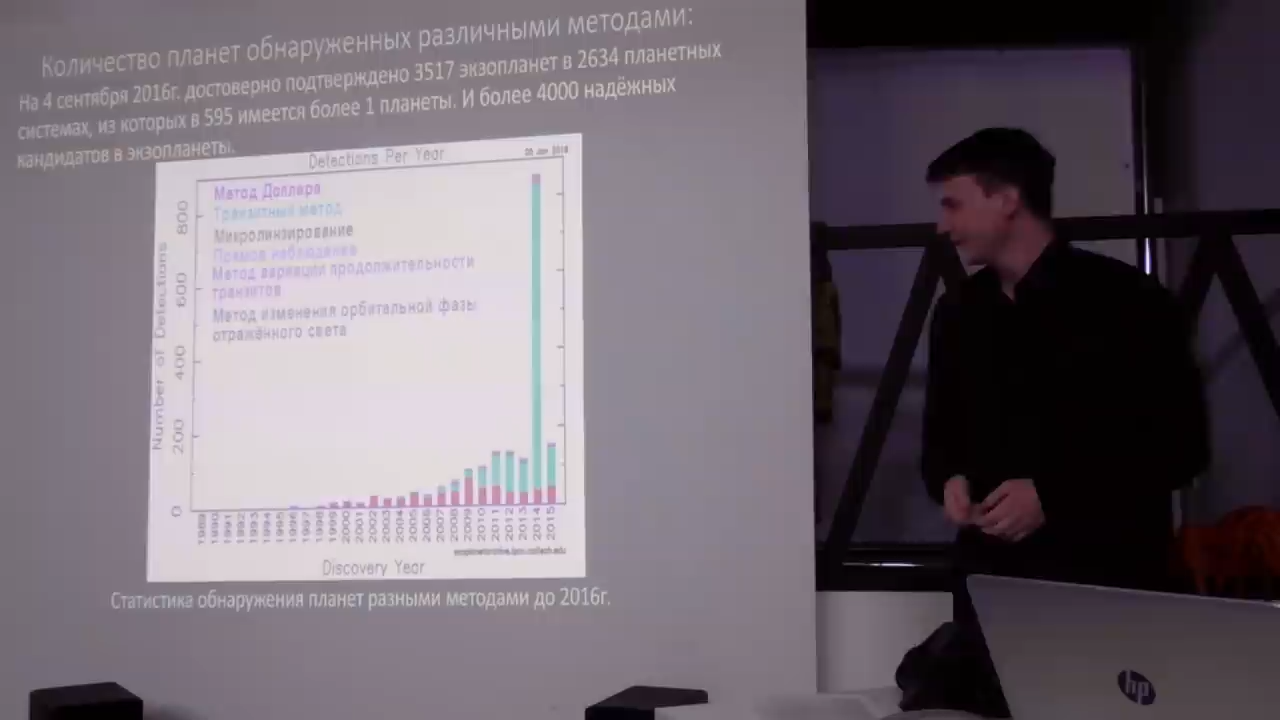 Количество планет обнаруженных различными методами:
На 4 сентября 2016г. достоверно подтверждено 3517 экзопланет в 2634 планетных
системах, из которых в 595 имеется более 1 планеты. И более 4000 надёжных
кандидатов в экзопланеты.
Detections Per Year
Метод Доплера
Транзитный метод
Микролинзирование
Прямое наблюдение
Метод вариации продолжительности
транзитов
Метод изменения орбитальной фазы
отражённого света
Number of Detections
800
600
400
200
0
1989 1990 1991 1992 1993 1994 1995 1996 1997 1998 1999 2000 2001 2002 2003 2004 2005 2006 2007 2008 2009 2010 2011 2012 2013 2014 2015
Discovery Year
Статистика обнаружения планет разными методами до 2016г.
hp